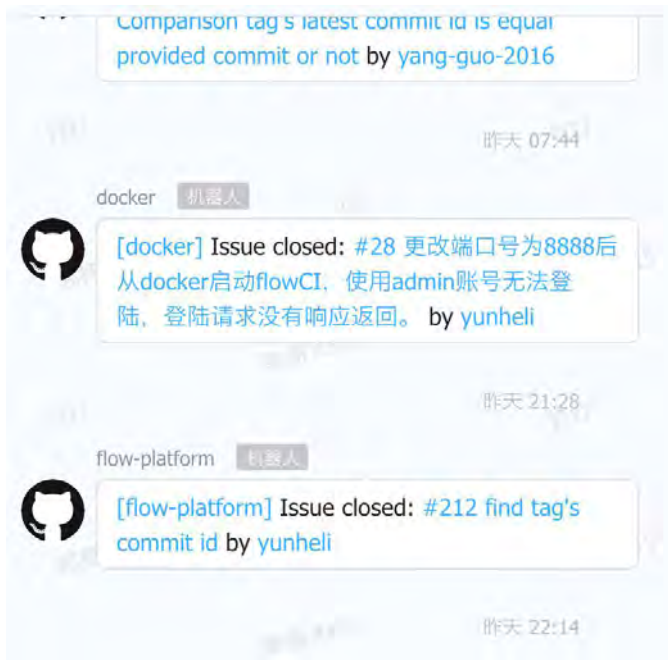 Comparison tag's latest commit id is equal
provided commit or not by yang-guo-2016
昨天 07:44
docker 机器人
[docker] Issue closed: #28 更改端口号为8888后
从docker启动flowCI，使用admin账号无法登
陆，登陆请求没有响应返回。 by yunheli
昨天 21:28
flow-platform 机器人
[flow-platform] Issue closed: #212 find tag's
commit id by yunheli
昨天 22:14